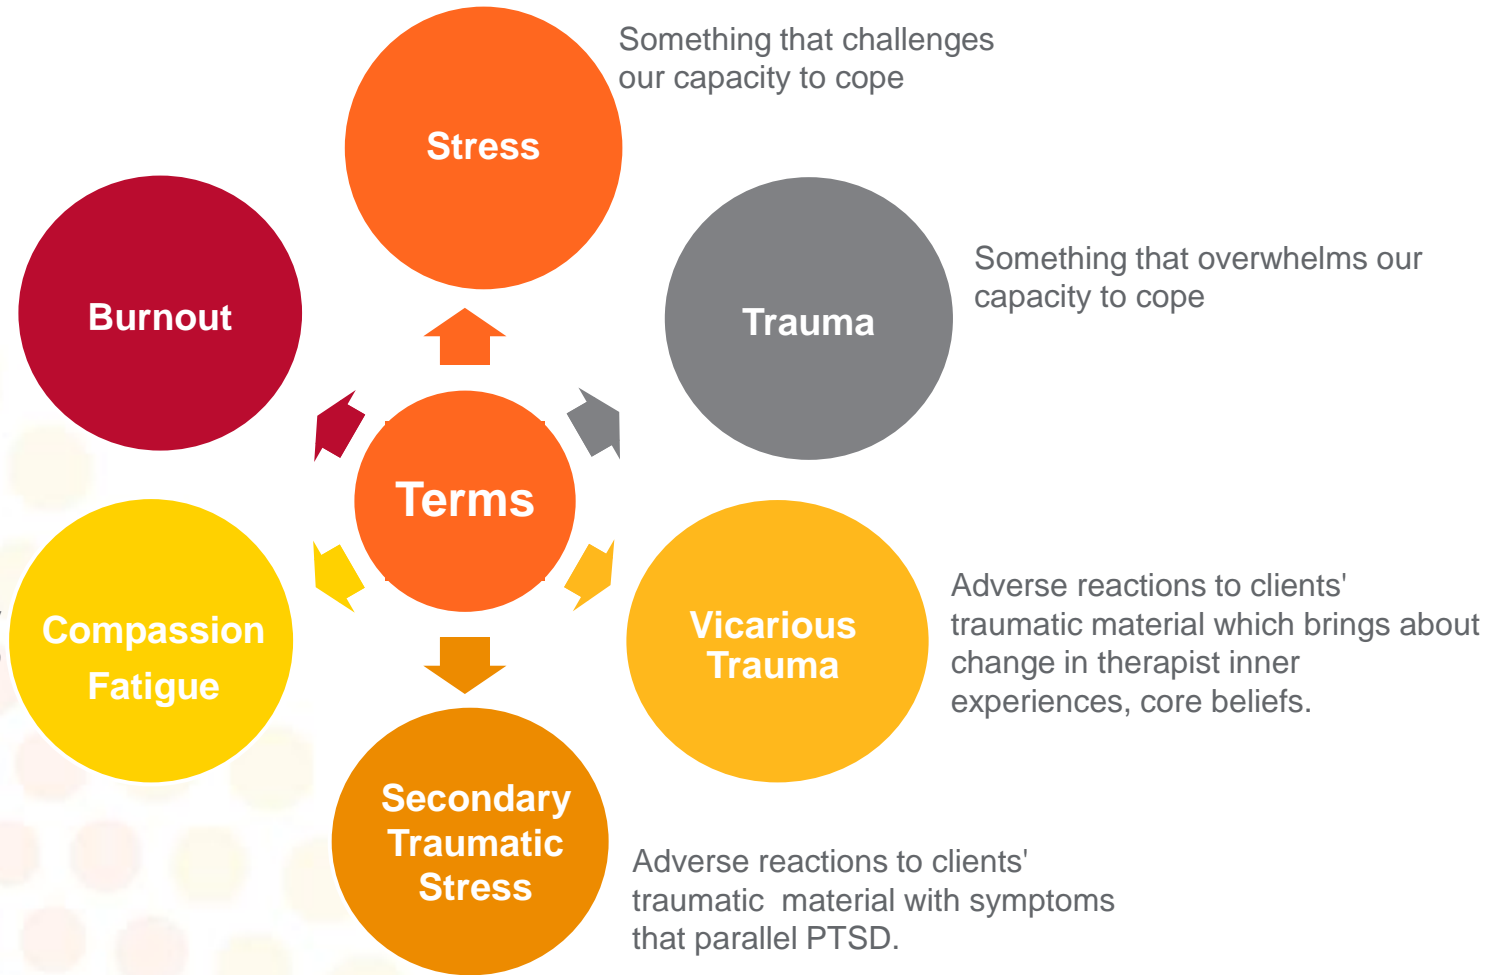 Something that challenges
our capacity to cope
Stress
Something that overwhelms our
capacity to cope
Trauma
Burnout
Terms
Adverse reactions to clients'
traumatic material which brings about
change in therapist inner
experiences, core beliefs.
Vicarious
Trauma
Compassion
Fatigue
Secondary
Traumatic
Stress
Adverse reactions to clients'
traumatic  material with symptoms
that parallel PTSD.